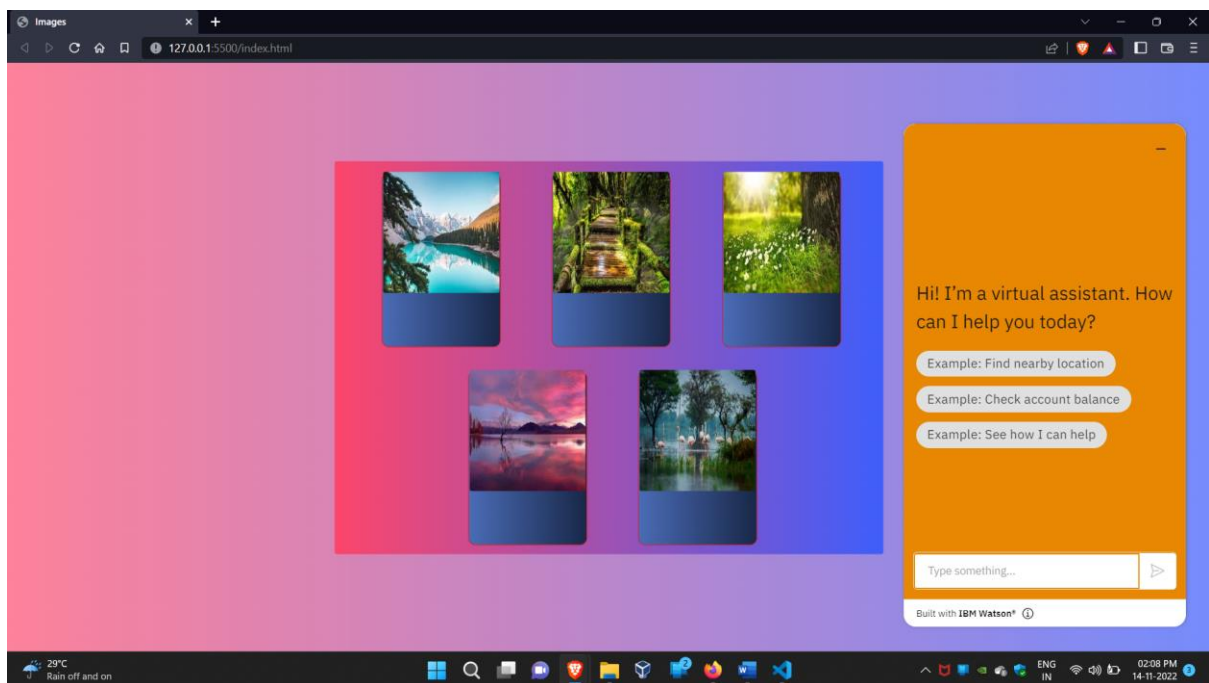 Images
127.0.0.1:5500/index.html
Hi! I’m a virtual assistant. How
can I help you today?
Example: Find nearby location
Example: Check account balance
Example: See how I can help
Type something...
Built with IBM Watson®
29°C
Rain off and on
2
ENG
IN
02:08 PM
14-11-2022
3